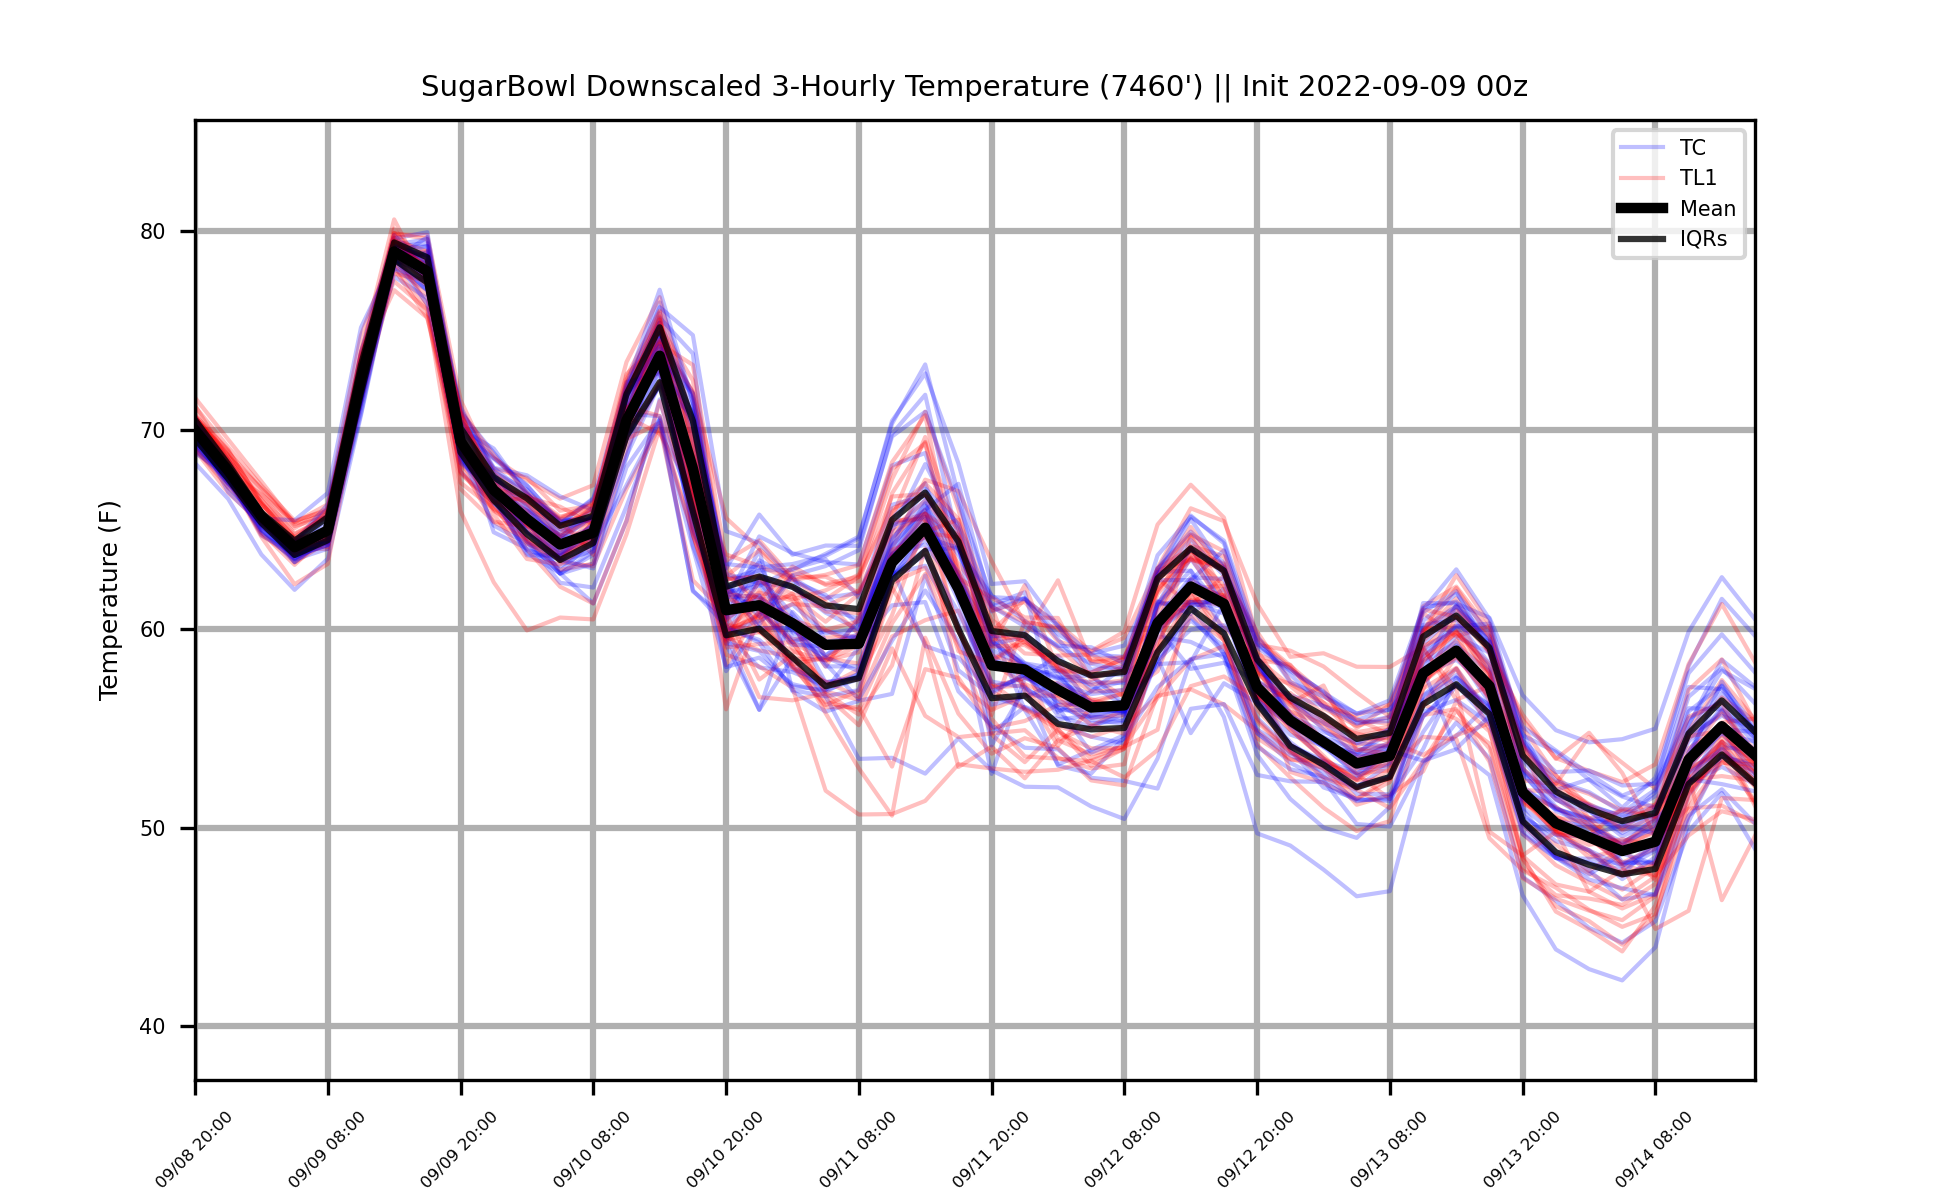 SugarBowl Downscaled 3-Hourly Temperature (7460') || Init 2022-09-09 00z
TC
TL1
Mean
IQRs
Temperature (F)
80
70
60
50
40
09/08 20:00
09/09 08:00
09/09 20:00
09/10 08:00
09/10 20:00
09/11 08:00
09/11 20:00
09/12 08:00
09/12 20:00
09/13 08:00
09/13 20:00
09/14 08:00